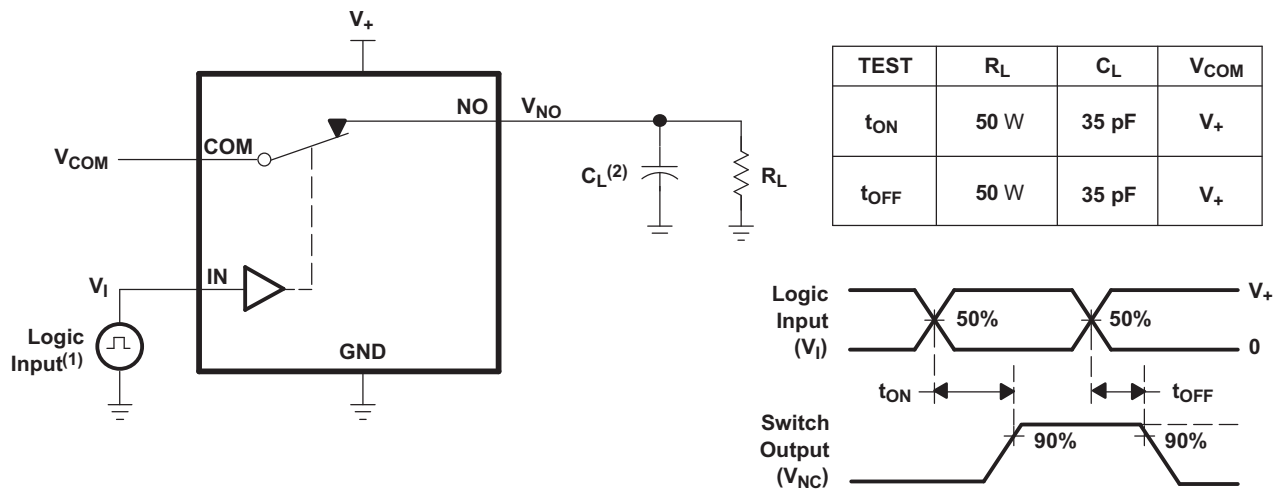 V+
NO
VNO
COM
VCOM
CL(2)
RL
IN
VI
Logic
Input(1)
GND
TEST RL CL VCOM
tON 50 W 35 pF V+
tOFF 50 W 35 pF V+
Logic
Input
(VI)
50%
50%
V+
0
tON
tOFF
Switch
Output
(VNC)
90%
90%